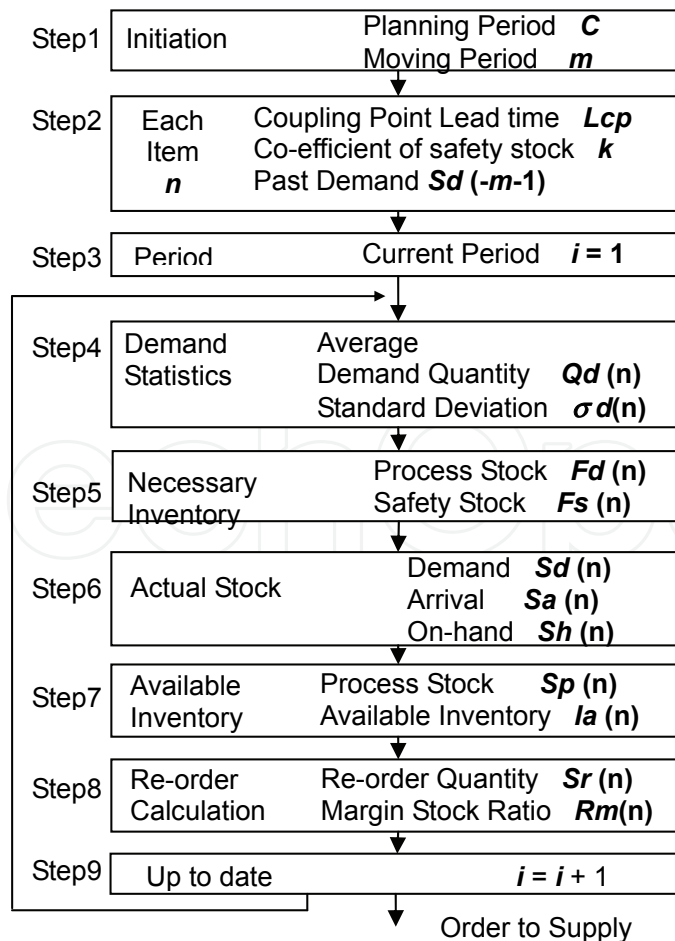 Step1 Initiation Planning Period C
Moving Period m
Step2 Each Coupling Point Lead time Lcp
Item Co-efficient of safety stock k
n Past Demand Sd (-m-1)
Step3 Period Current Period i = 1
Step4 Demand Average
Statistics Demand Quantity Qd (n)
Standard Deviation σ d(n)
Step5 Necessary Process Stock Fd (n)
Inventory Safety Stock Fs (n)
Step6 Actual Stock Demand Sd (n)
Arrival Sa (n)
On-hand Sh (n)
Step7 Available Process Stock Sp (n)
Inventory Available Inventory Ia (n)
Step8 Re-order Re-order Quantity Sr (n)
Calculation Margin Stock Ratio Rm(n)
Step9 Up to date i = i + 1
Order to Supply